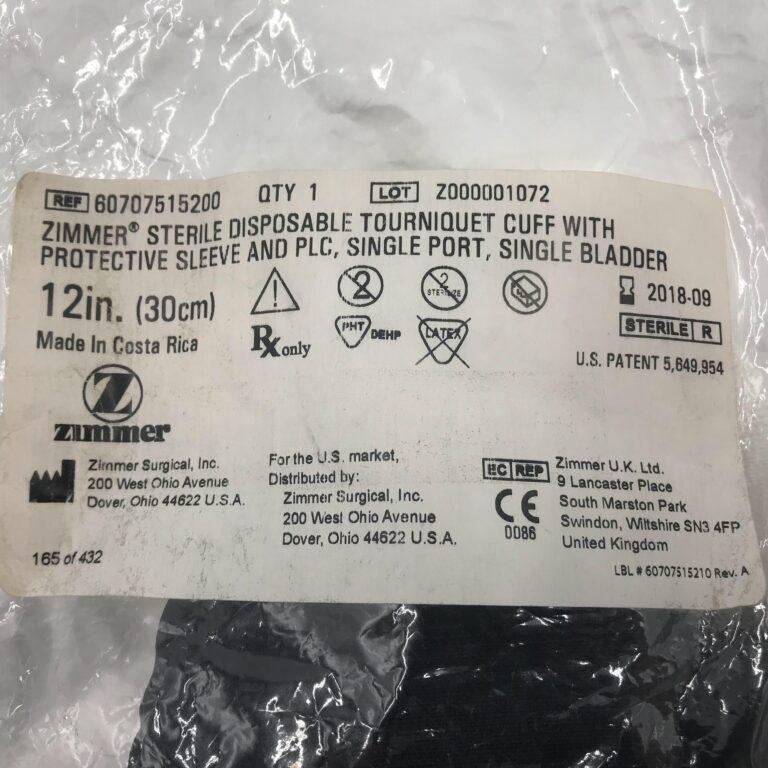 REF 60707515200 QTY 1 LOT Z000001072
ZIMMER® STERILE DISPOSABLE TOURNIQUET CUFF WITH
PROTECTIVE SLEEVE AND PLC, SINGLE PORT, SINGLE BLADDER
12in. (30cm)
2
2
STERILIZE
2018-09
Made In Costa Rica
Rx only
PHT DEHP
LATEX
STERILE R
U.S. PATENT 5,649,954
Z
zimmer
Zimmer Surgical, Inc.
200 West Ohio Avenue
Dover, Ohio 44622 U.S.A.
For the U.S. market,
Distributed by:
Zimmer Surgical, Inc.
200 West Ohio Avenue
Dover, Ohio 44622 U.S.A.
EC REP
CE
0086
Zimmer U.K. Ltd.
9 Lancaster Place
South Marston Park
Swindon, Wiltshire SN3 4FP
United Kingdom
165 of 432
LBL # 60707515210 Rev. A